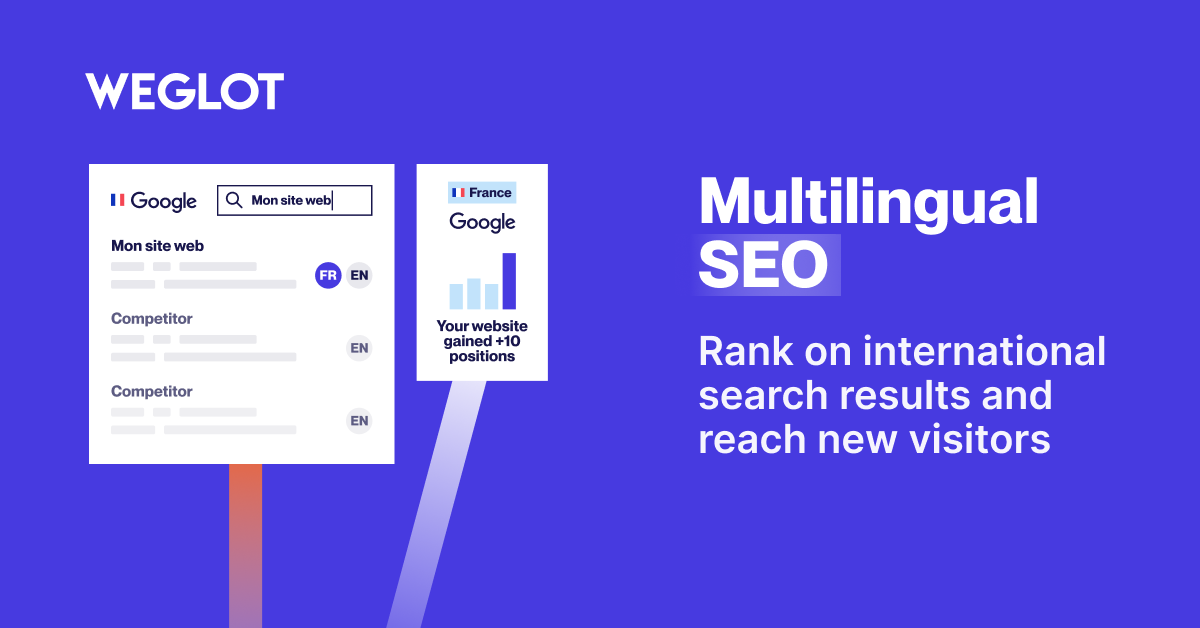 WEGLOT
Google
Mon site web
Mon site web
FR EN
Competitor
EN
Competitor
EN
France
Google
Your website
gained +10
positions
Multilingual
SEO
Rank on international
search results and
reach new visitors